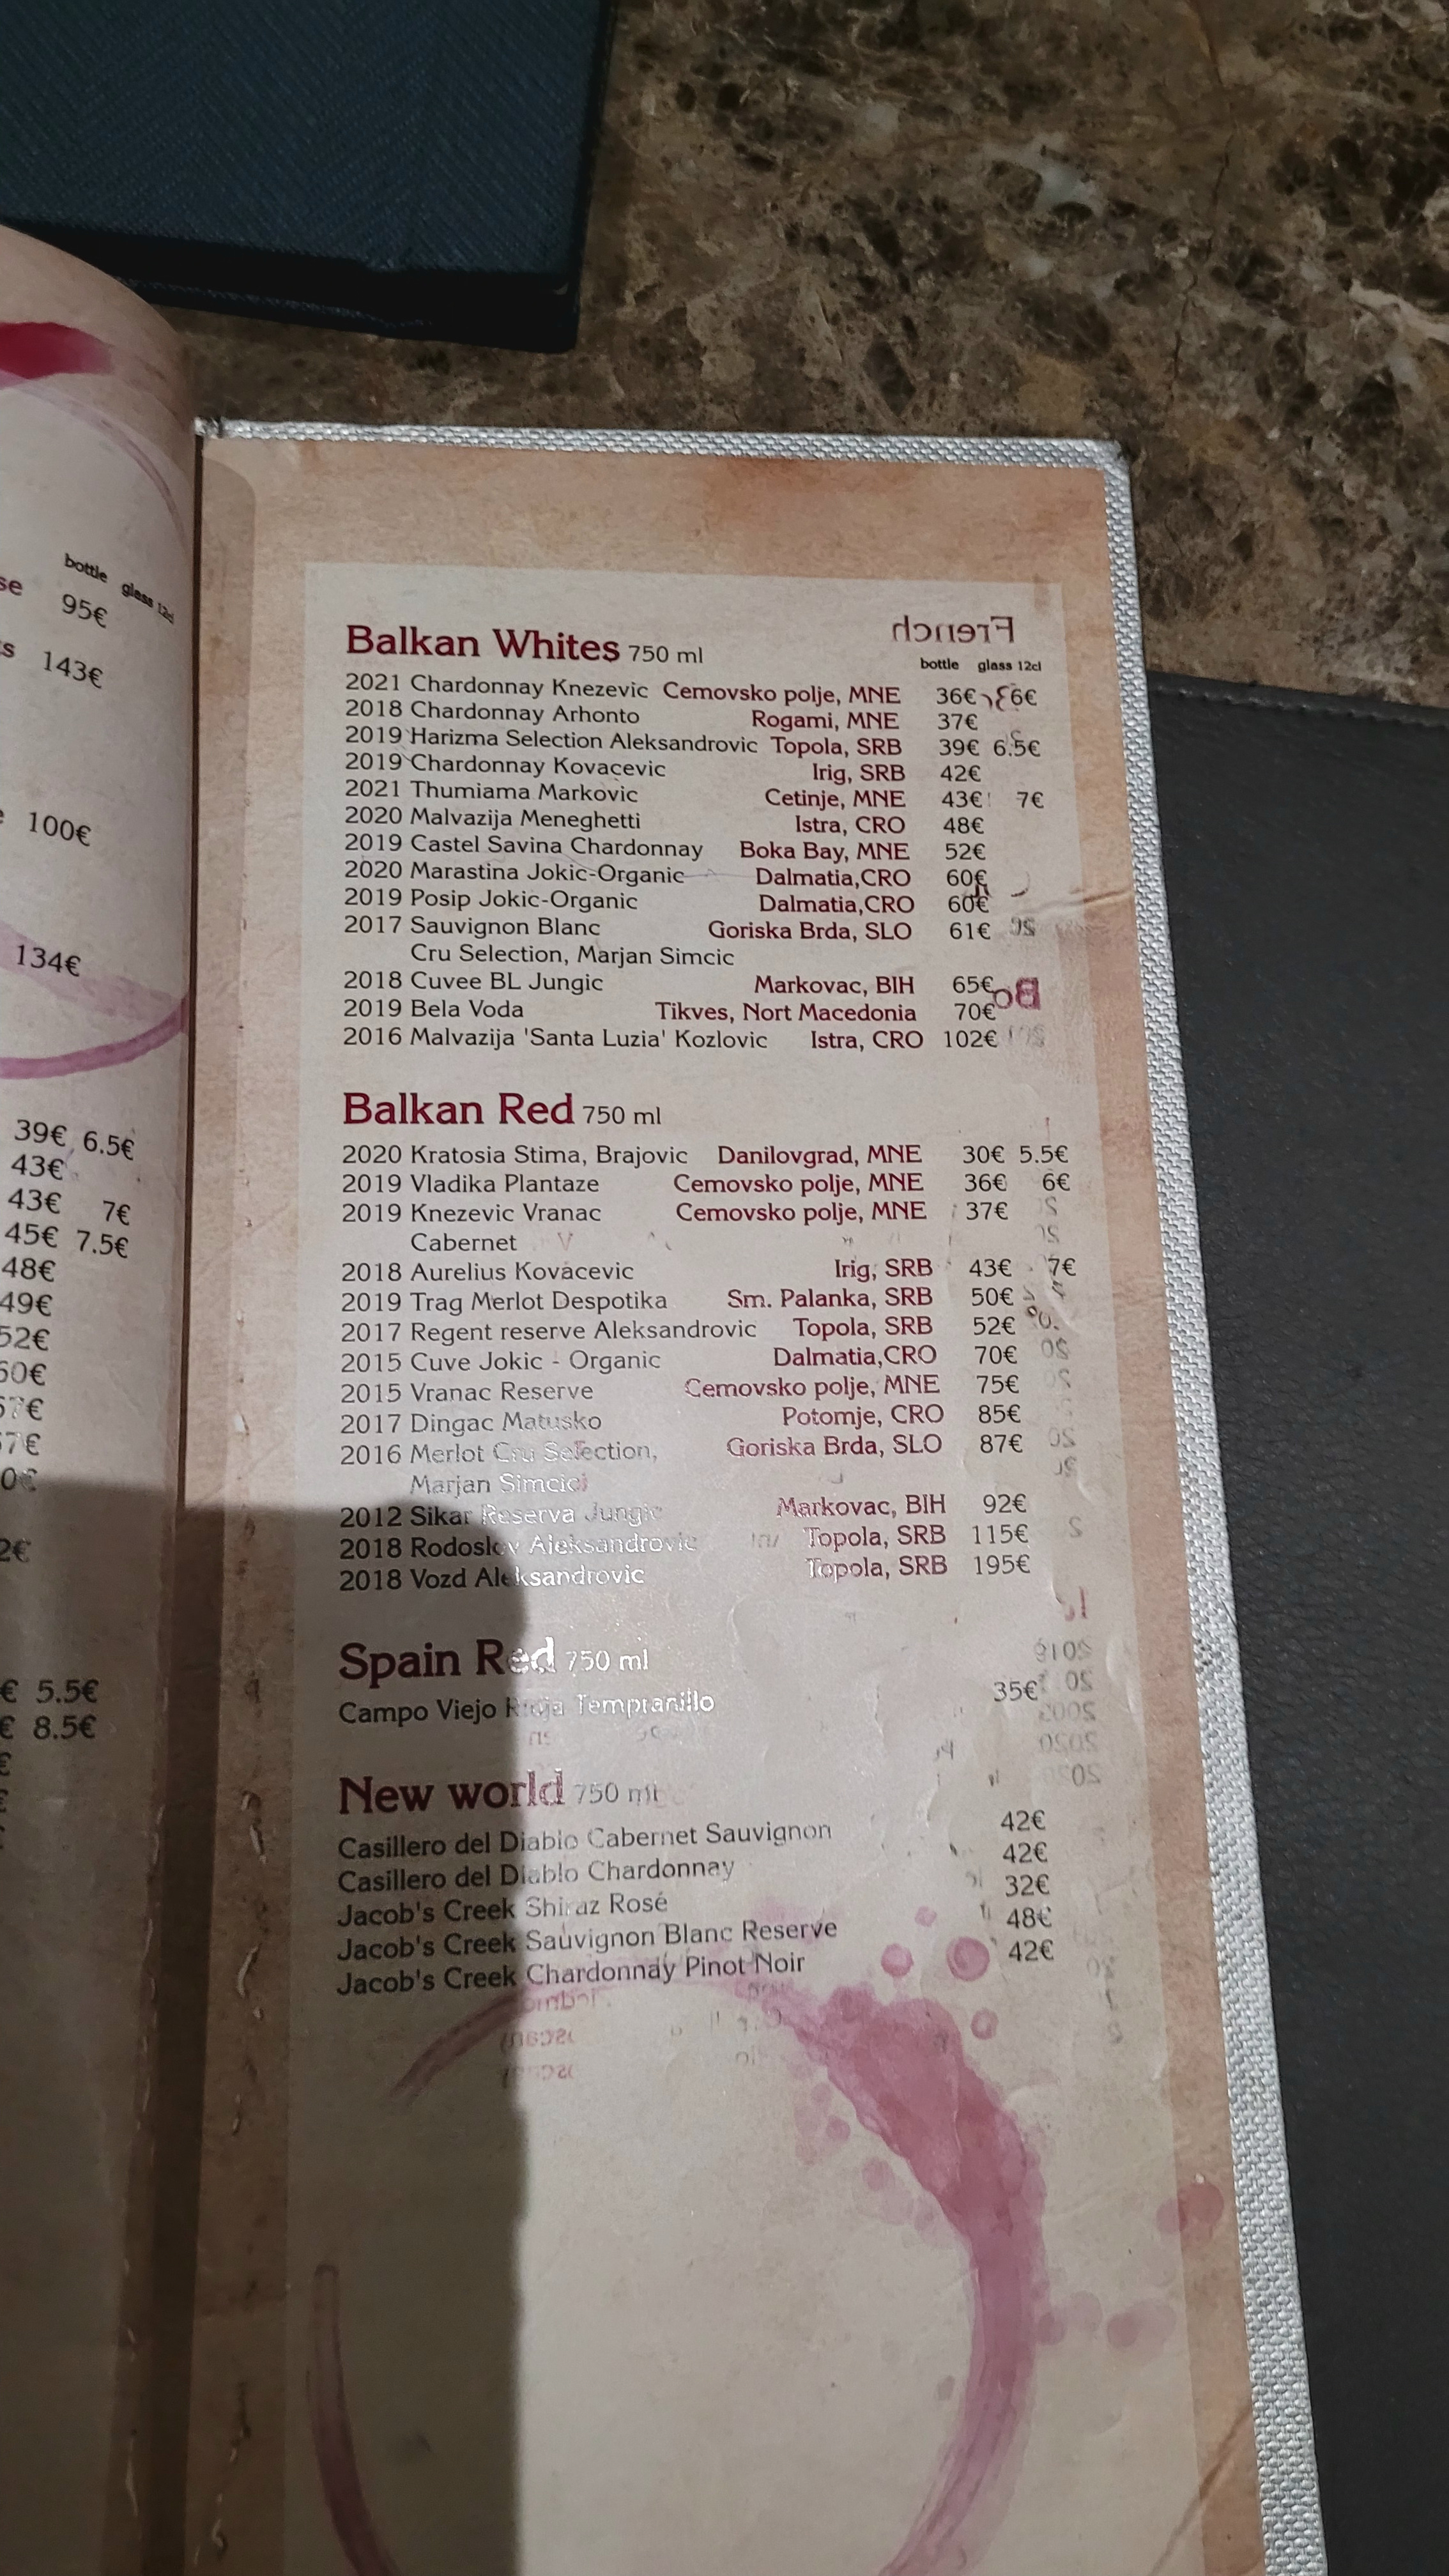 bottle glass 12cl
se 95€
ts 143€
e 100€
134€
39€ 6.5€
43€
43€ 7€
45€ 7.5€
48€
49€
52€
60€
67€
€ 5.5€
€ 8.5€
Balkan Whites 750 ml
French
bottle glass 12cl
2021 Chardonnay Knezevic Cemovsko polje, MNE 36€ 6€
2018 Chardonnay Arhonto Rogami, MNE 37€
2019 Harizma Selection Aleksandrovic Topola, SRB 39€ 6.5€
2019 Chardonnay Kovacevic Irig, SRB 42€
2021 Thumiama Markovic Cetinje, MNE 43€ 7€
2020 Malvazija Meneghetti Istra, CRO 48€
2019 Castel Savina Chardonnay Boka Bay, MNE 52€
2020 Marastina Jokic-Organic Dalmatia,CRO 60€
2019 Posip Jokic-Organic Dalmatia,CRO 60€
2017 Sauvignon Blanc Goriska Brda, SLO 61€
Cru Selection, Marjan Simcic
2018 Cuvee BL Jungic Markovac, BIH 65€
2019 Bela Voda Tikves, Nort Macedonia 70€
2016 Malvazija 'Santa Luzia' Kozlovic Istra, CRO 102€
Balkan Red 750 ml
2020 Kratosia Stima, Brajovic Danilovgrad, MNE 30€ 5.5€
2019 Vladika Plantaze Cemovsko polje, MNE 36€ 6€
2019 Knezevic Vranac Cemovsko polje, MNE 37€
Cabernet
2018 Aurelius Kovacevic Irig, SRB 43€ 7€
2019 Trag Merlot Despotika Sm. Palanka, SRB 50€
2017 Regent reserve Aleksandrovic Topola, SRB 52€
2015 Cuve Jokic - Organic Dalmatia,CRO 70€
2015 Vranac Reserve Cemovsko polje, MNE 75€
2017 Dingac Matusko Potomje, CRO 85€
2016 Merlot Cru Selection, Goriska Brda, SLO 87€
Marjan Simcic
2012 Sikar Reserva Jungic Markovac, BIH 92€
2018 Rodoslov Aleksandrovic Topola, SRB 115€
2018 Vozd Aleksandrovic Topola, SRB 195€
Spain Red 750 ml
Campo Viejo Rioja Tempranillo 35€
New world 750 ml
Casillero del Diablo Cabernet Sauvignon 42€
Casillero del Diablo Chardonnay 42€
Jacob's Creek Shiraz Rosé 32€
Jacob's Creek Sauvignon Blanc Reserve 48€
Jacob's Creek Chardonnay Pinot Noir 42€